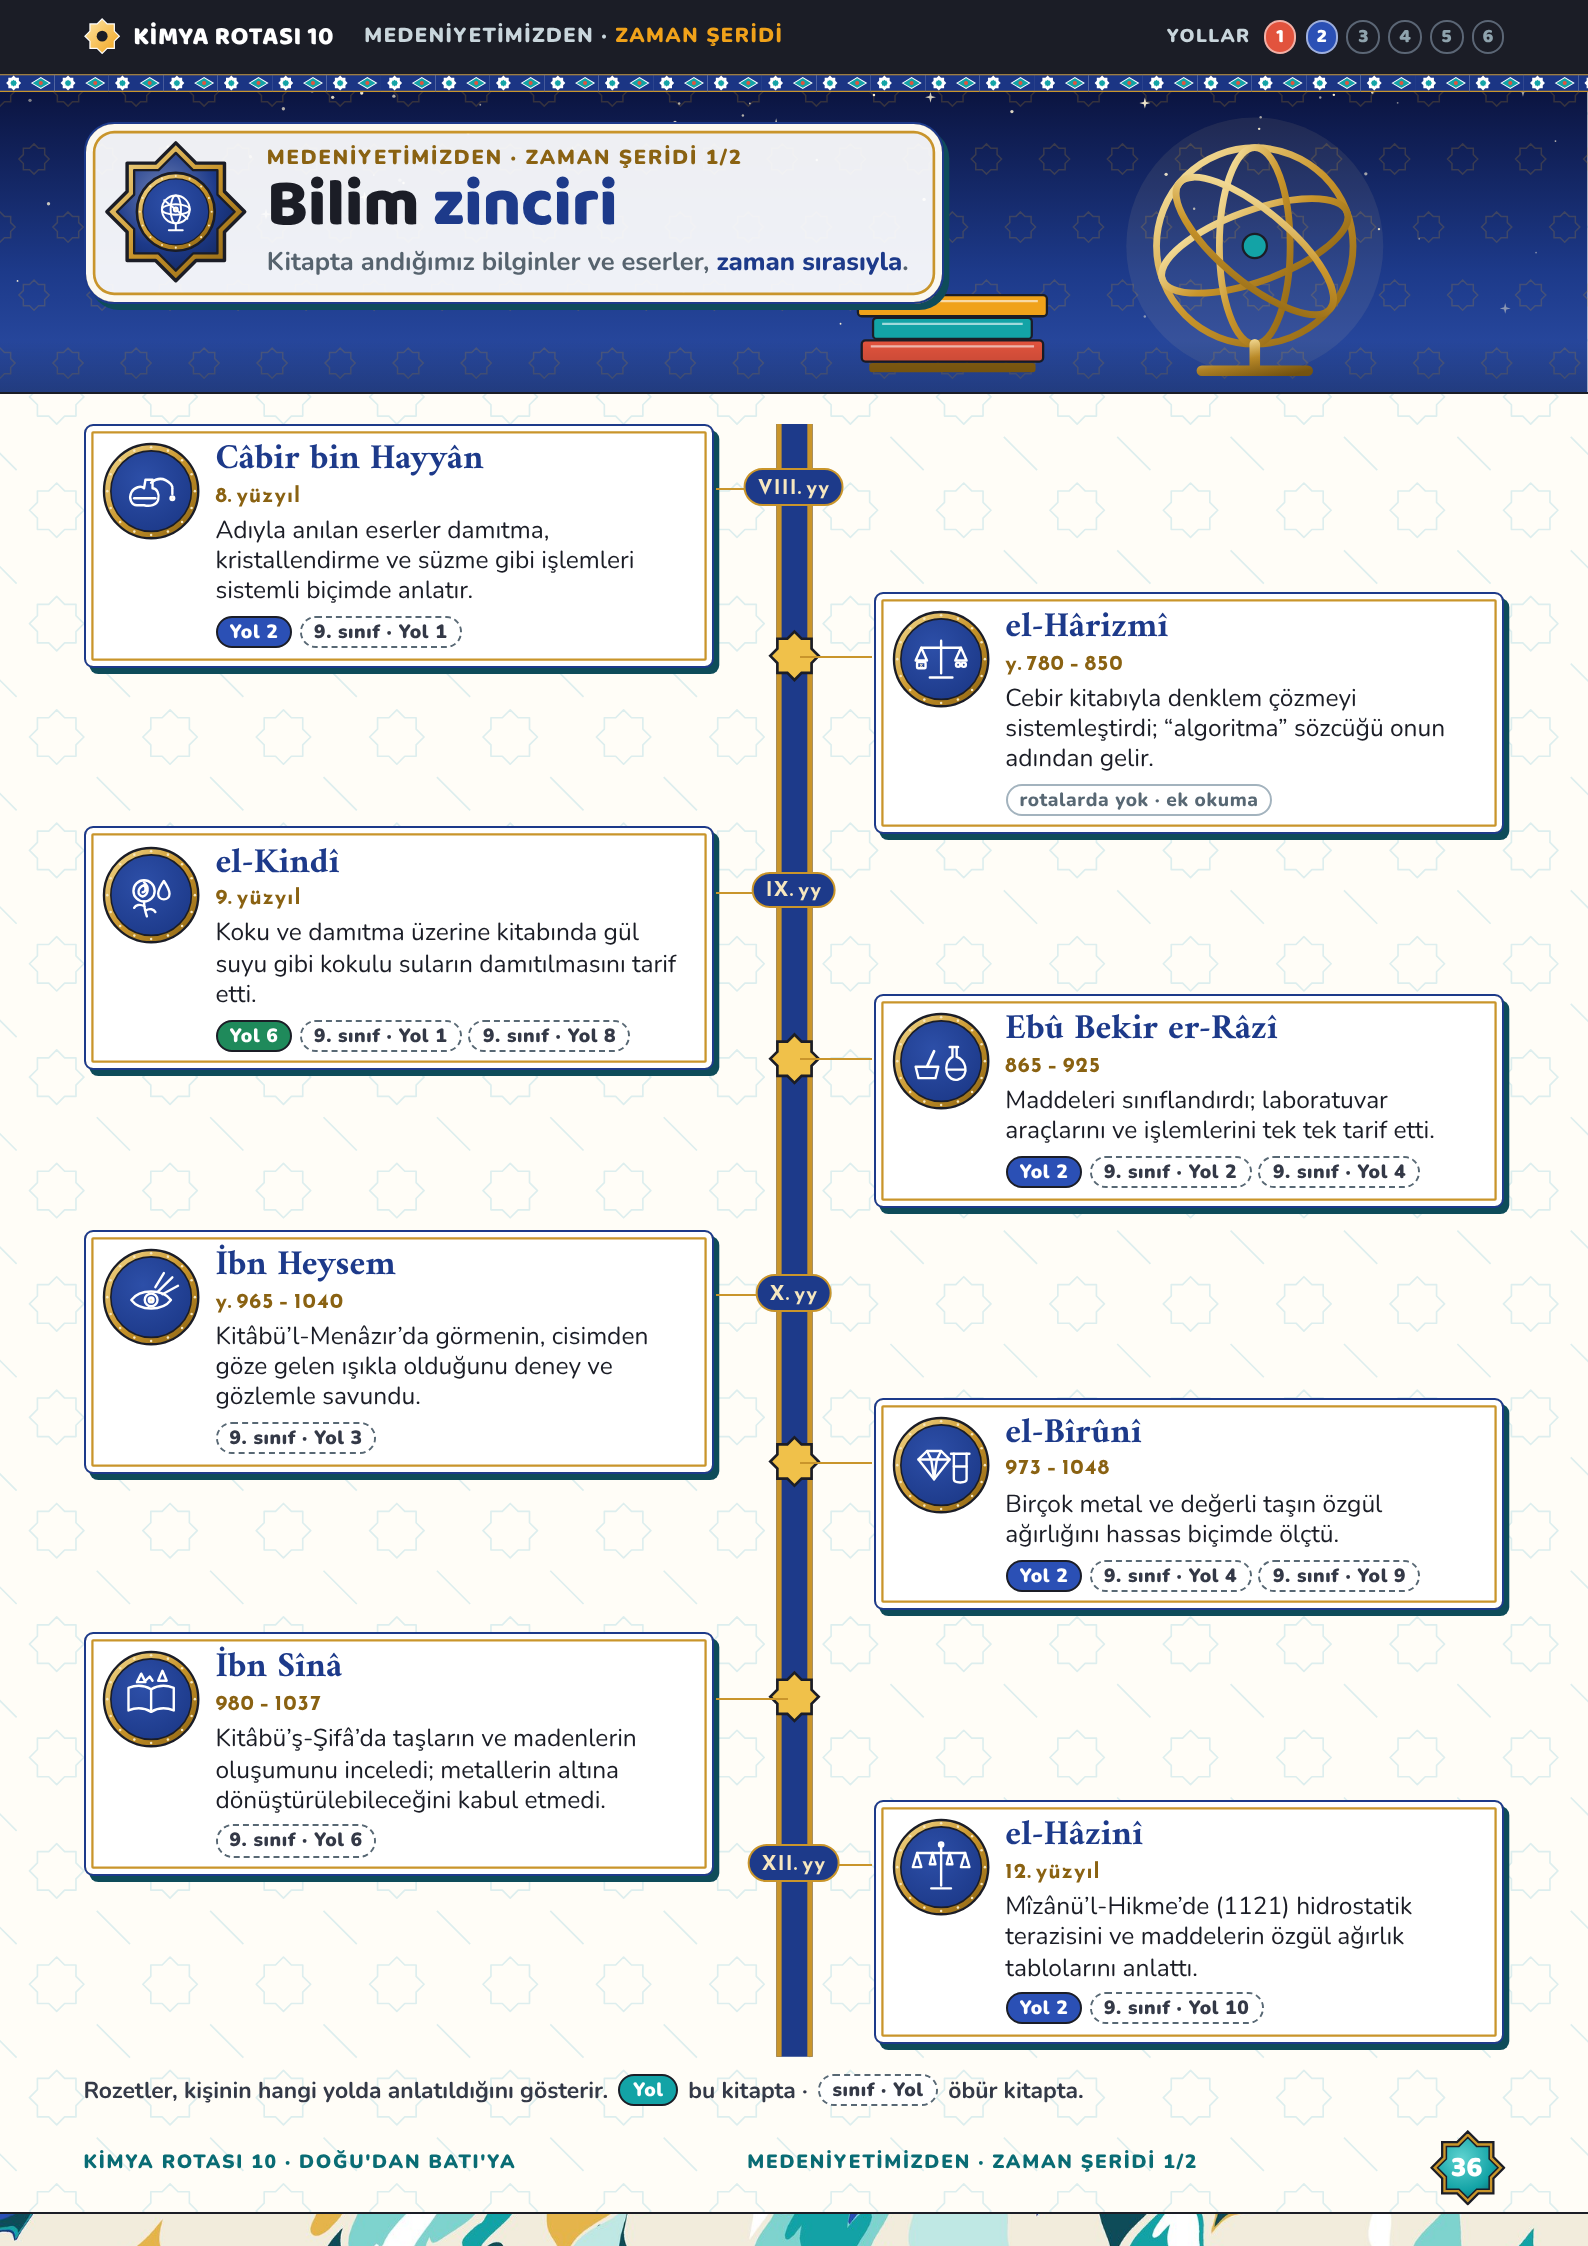 KİMYA ROTASI 10 MEDENİYETİMİZDEN · ZAMAN ŞERİDİ YOLLAR 1 2 3 4 5 6
MEDENİYETİMİZDEN · ZAMAN ŞERİDİ 1/2
Bilim zinciri
Kitapta andığımız bilginler ve eserler, zaman sırasıyla.
VIII. yy
Câbir bin Hayyân
8. yüzyıl
Adıyla anılan eserler damıtma,
kristallendirme ve süzme gibi işlemleri
sistemli biçimde anlatır.
Yol 2 9. sınıf · Yol 1
el-Hârizmî
y. 780 - 850
Cebir kitabıyla denklem çözmeyi
sistemleştirdi; “algoritma” sözcüğü onun
adından gelir.
rotalarda yok · ek okuma
IX. yy
el-Kindî
9. yüzyıl
Koku ve damıtma üzerine kitabında gül
suyu gibi kokulu suların damıtılmasını tarif
etti.
Yol 6 9. sınıf · Yol 1 9. sınıf · Yol 8
Ebû Bekir er-Râzî
865 - 925
Maddeleri sınıflandırdı; laboratuvar
araçlarını ve işlemlerini tek tek tarif etti.
Yol 2 9. sınıf · Yol 2 9. sınıf · Yol 4
X. yy
İbn Heysem
y. 965 - 1040
Kitâbü’l-Menâzır’da görmenin, cisimden
göze gelen ışıkla olduğunu deney ve
gözlemle savundu.
9. sınıf · Yol 3
el-Bîrûnî
973 - 1048
Birçok metal ve değerli taşın özgül
ağırlığını hassas biçimde ölçtü.
Yol 2 9. sınıf · Yol 4 9. sınıf · Yol 9
İbn Sînâ
980 - 1037
Kitâbü’ş-Şifâ’da taşların ve madenlerin
oluşumunu inceledi; metallerin altına
dönüştürülebileceğini kabul etmedi.
9. sınıf · Yol 6
XII. yy
el-Hâzinî
12. yüzyıl
Mîzânü’l-Hikme’de (1121) hidrostatik
terazisini ve maddelerin özgül ağırlık
tablolarını anlattı.
Yol 2 9. sınıf · Yol 10
Rozetler, kişinin hangi yolda anlatıldığını gösterir. Yol bu kitapta · sınıf · Yol öbür kitapta.
KİMYA ROTASI 10 · DOĞU'DAN BATI'YA MEDENİYETİMİZDEN · ZAMAN ŞERİDİ 1/2 36